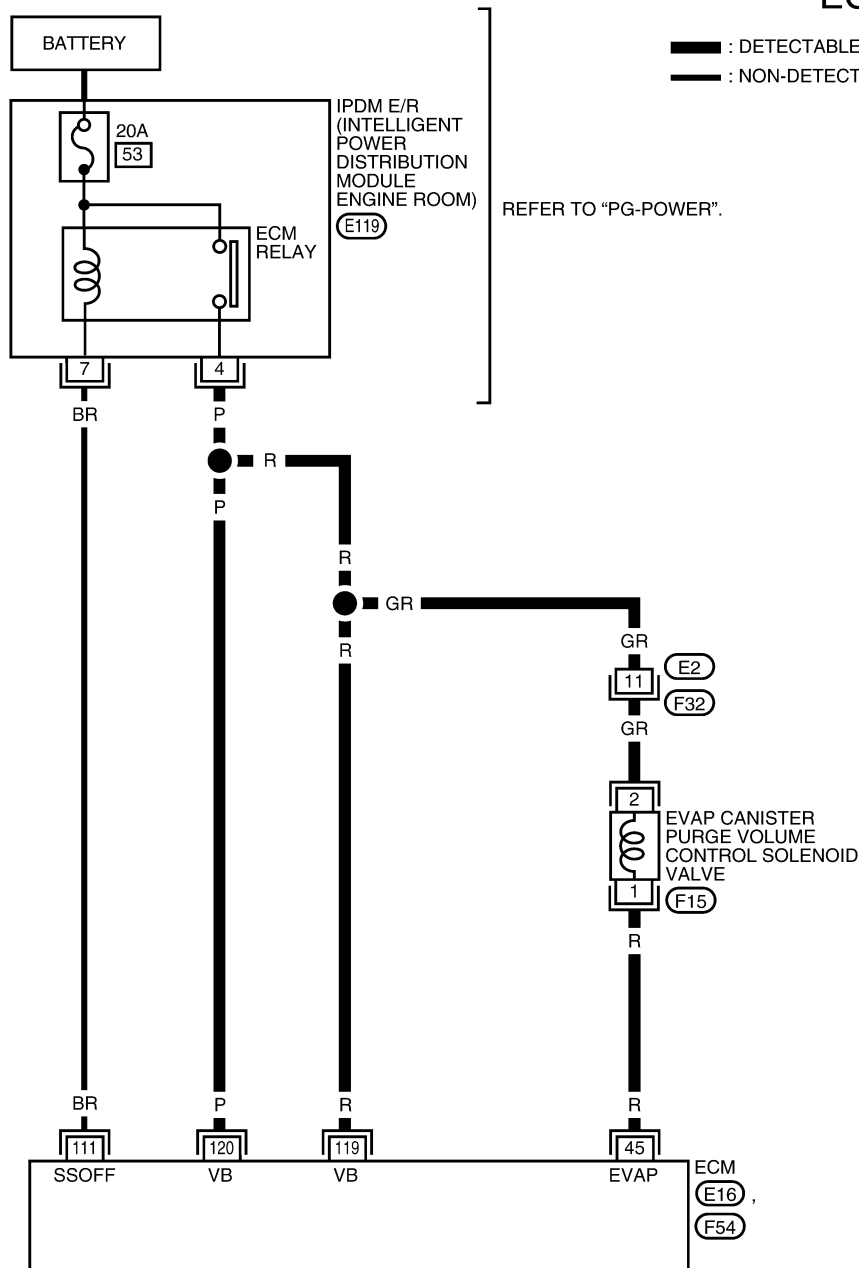 BATTERY
: DETECTABLE
: NON-DETECT
20A
53
IPDM E/R
(INTELLIGENT
POWER
DISTRIBUTION
MODULE
ENGINE ROOM)
E119
REFER TO “PG-POWER”.
ECM
RELAY
7
4
BR
P
R
P
R
GR
R
GR
11
E2
F32
GR
2
EVAP CANISTER
PURGE VOLUME
CONTROL SOLENOID
VALVE
1
F15
R
BR
P
R
R
111
120
119
45
SSOFF
VB
VB
EVAP
ECM
E16 ,
F54